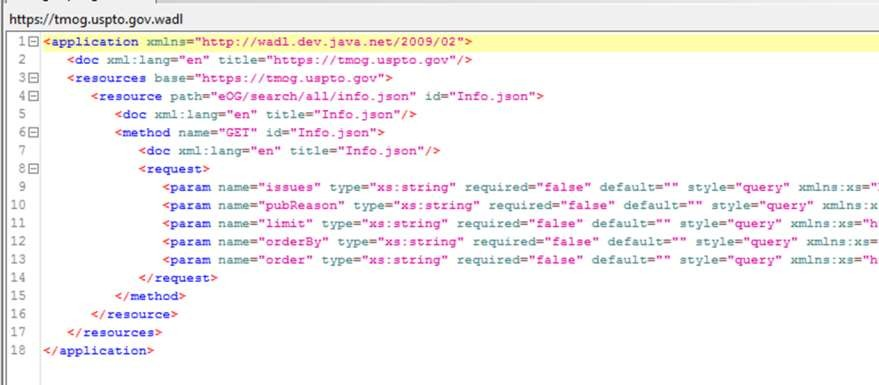 https://tmog.uspto.gov.wadl
1 <application xmlns="http://wadl.dev.java.net/2009/02">
2 <doc xml:lang="en" title="https://tmog.uspto.gov"/>
3 <resources base="https://tmog.uspto.gov">
4 <resource path="eOG/search/all/info.json" id="Info.json">
5 <doc xml:lang="en" title="Info.json"/>
6 <method name="GET" id="Info.json">
7 <doc xml:lang="en" title="Info.json"/>
8 <request>
9 <param name="issues" type="xs:string" required="false" default="" style="query" xmlns:xs="
10 <param name="pubReason" type="xs:string" required="false" default="" style="query" xmlns:x
11 <param name="limit" type="xs:string" required="false" default="" style="query" xmlns:xs="h
12 <param name="orderBy" type="xs:string" required="false" default="" style="query" xmlns:xs=
13 <param name="order" type="xs:string" required="false" default="" style="query" xmlns:xs="h
14 </request>
15 </method>
16 </resource>
17 </resources>
18 </application>